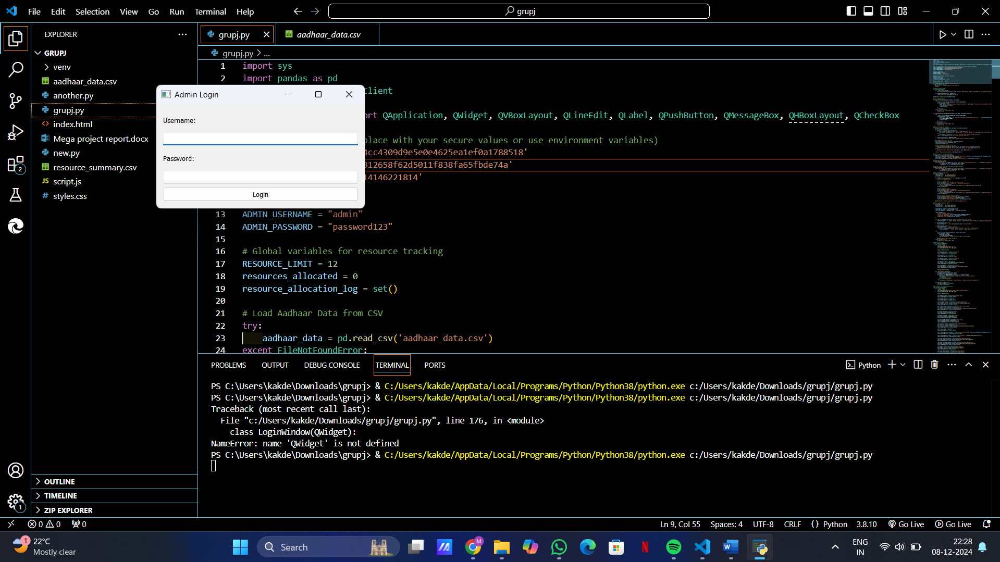 File Edit Selection View Go Run Terminal Help
grupj
EXPLORER
GRUPJ
venv
aadhaar_data.csv
another.py
grupj.py
index.html
Mega project report.docx
new.py
resource_summary.csv
JS script.js
# styles.css
OUTLINE
TIMELINE
ZIP EXPLORER
2
1
grupj.py
aadhaar_data.csv
grupj.py > ...
1 import sys
2 import pandas as pd
Client
rt QApplication, QWidget, QVBoxLayout, QLineEdit, QLabel, QPushButton, QMessageBox, QHBoxLayout, QCheckBox
place with your secure values or use environment variables)
4cc4309d9e5e0e4625ea1ef0a1788518'
312658f62d5011f838fa65fbde74a'
14146221814'
Admin Login
Username:
Password:
Login
13 ADMIN_USERNAME = "admin"
14 ADMIN_PASSWORD = "password123"
15
16 # Global variables for resource tracking
17 RESOURCE_LIMIT = 12
18 resources_allocated = 0
19 resource_allocation_log = set()
20
21 # Load Aadhaar Data from CSV
22 try:
23 aadhaar_data = pd.read_csv('aadhaar_data.csv')
24 except FileNotFoundError:
PROBLEMS OUTPUT DEBUG CONSOLE TERMINAL PORTS
Python
PS C:\Users\kakde\Downloads\grupj> & C:/Users/kakde/AppData/Local/Programs/Python/Python38/python.exe c:/Users/kakde/Downloads/grupj/grupj.py
PS C:\Users\kakde\Downloads\grupj> & C:/Users/kakde/AppData/Local/Programs/Python/Python38/python.exe c:/Users/kakde/Downloads/grupj/grupj.py
Traceback (most recent call last):
File "c:/Users/kakde/Downloads/grupj/grupj.py", line 176, in <module>
class LoginWindow(QWidget):
NameError: name 'QWidget' is not defined
PS C:\Users\kakde\Downloads\grupj> & C:/Users/kakde/AppData/Local/Programs/Python/Python38/python.exe c:/Users/kakde/Downloads/grupj/grupj.py
0 0 0
Ln 9, Col 55 Spaces: 4 UTF-8 CRLF {} Python 3.8.10 Go Live Go Live
1
22°C
Mostly clear
Search
M
N
W
ENG
IN
22:28
08-12-2024